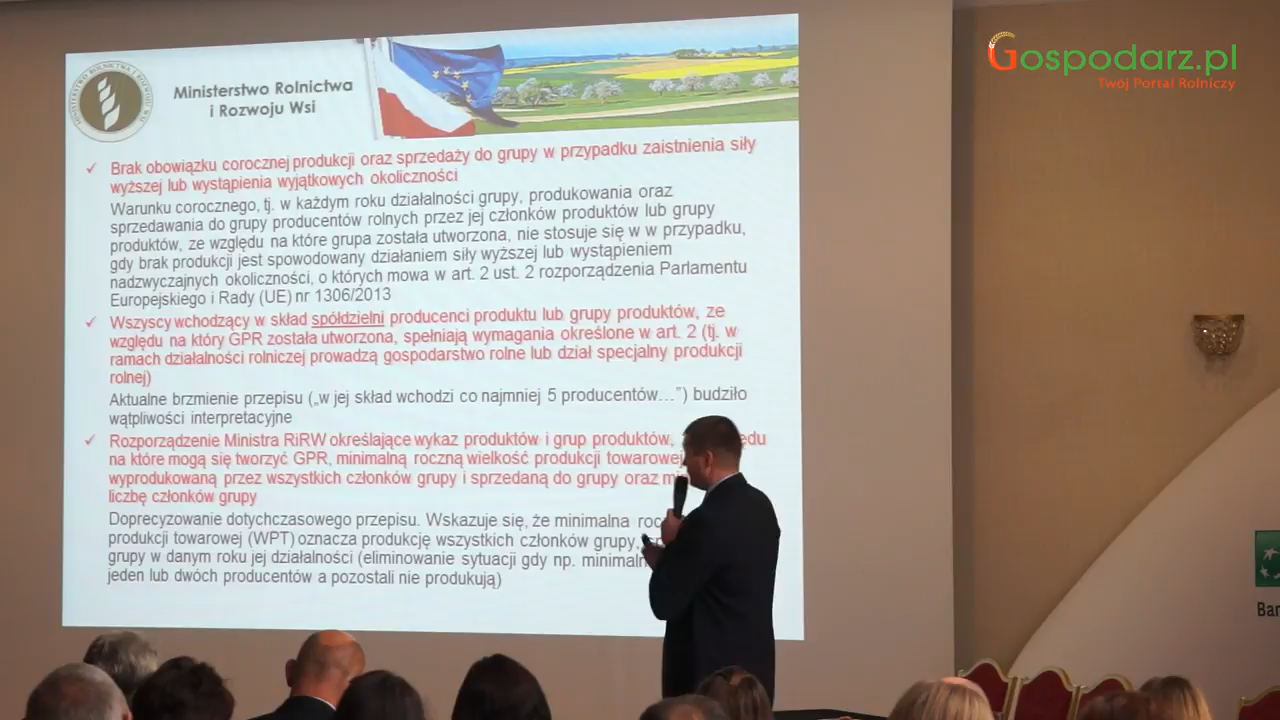 Gospodarz.pl
Twój Portal Rolniczy
MINISTERSTWO ROLNICTWA I ROZWOJU WSI
Ministerstwo Rolnictwa
i Rozwoju Wsi
✓ Brak obowiązku corocznej produkcji oraz sprzedaży do grupy w przypadku zaistnienia siły
wyższej lub wystąpienia wyjątkowych okoliczności
Warunku corocznego, tj. w każdym roku działalności grupy, produkowania oraz
sprzedawania do grupy producentów rolnych przez jej członków produktów lub grupy
produktów, ze względu na które grupa została utworzona, nie stosuje się w w przypadku,
gdy brak produkcji jest spowodowany działaniem siły wyższej lub wystąpieniem
nadzwyczajnych okoliczności, o których mowa w art. 2 ust. 2 rozporządzenia Parlamentu
Europejskiego i Rady (UE) nr 1306/2013
✓ Wszyscy wchodzący w skład spółdzielni producenci produktu lub grupy produktów, ze
względu na który GPR została utworzona, spełniają wymagania określone w art. 2 (tj. w
ramach działalności rolniczej prowadzą gospodarstwo rolne lub dział specjalny produkcji
rolnej)
Aktualne brzmienie przepisu („w jej skład wchodzi co najmniej 5 producentów…”) budziło
wątpliwości interpretacyjne
✓ Rozporządzenie Ministra RiRW określające wykaz produktów i grup produktów,
na które mogą się tworzyć GPR, minimalną roczną wielkość produkcji towarowej
wyprodukowaną przez wszystkich członków grupy i sprzedaną do grupy oraz
liczbę członków grupy
Doprecyzowanie dotychczasowego przepisu. Wskazuje się, że minimalna
produkcji towarowej (WPT) oznacza produkcję wszystkich członków grupy,
grupy w danym roku jej działalności (eliminowanie sytuacji gdy np.
jeden lub dwóch producentów a pozostali nie produkują)